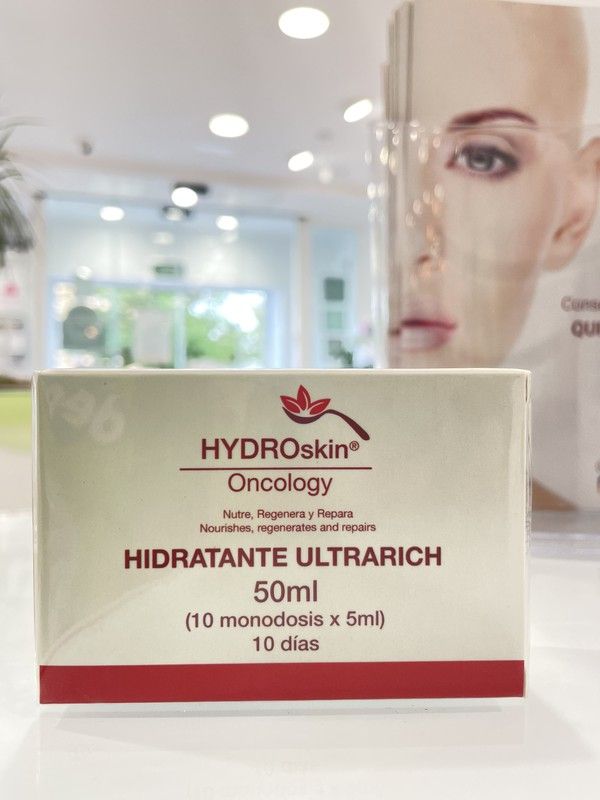 HYDROskin®
Oncology
Nutre, Regenera y Repara
Nourishes, regenerates and repairs
HIDRATANTE ULTRARICH
50ml
(10 monodosis x 5ml)
10 días